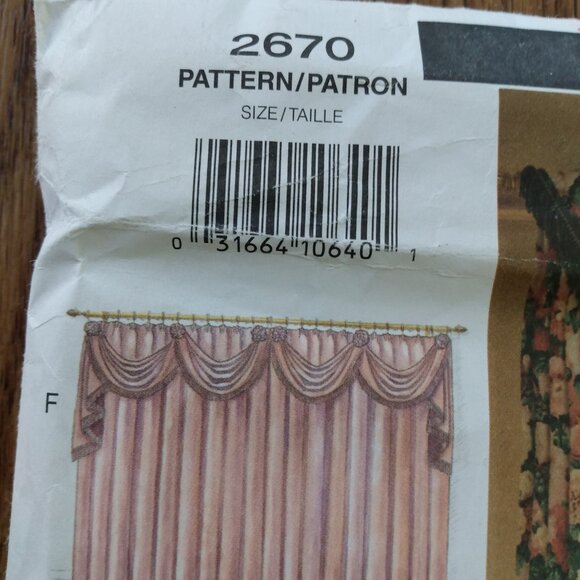 2670
PATTERN/PATRON
SIZE/TAILLE
0 31664 10640 1
F